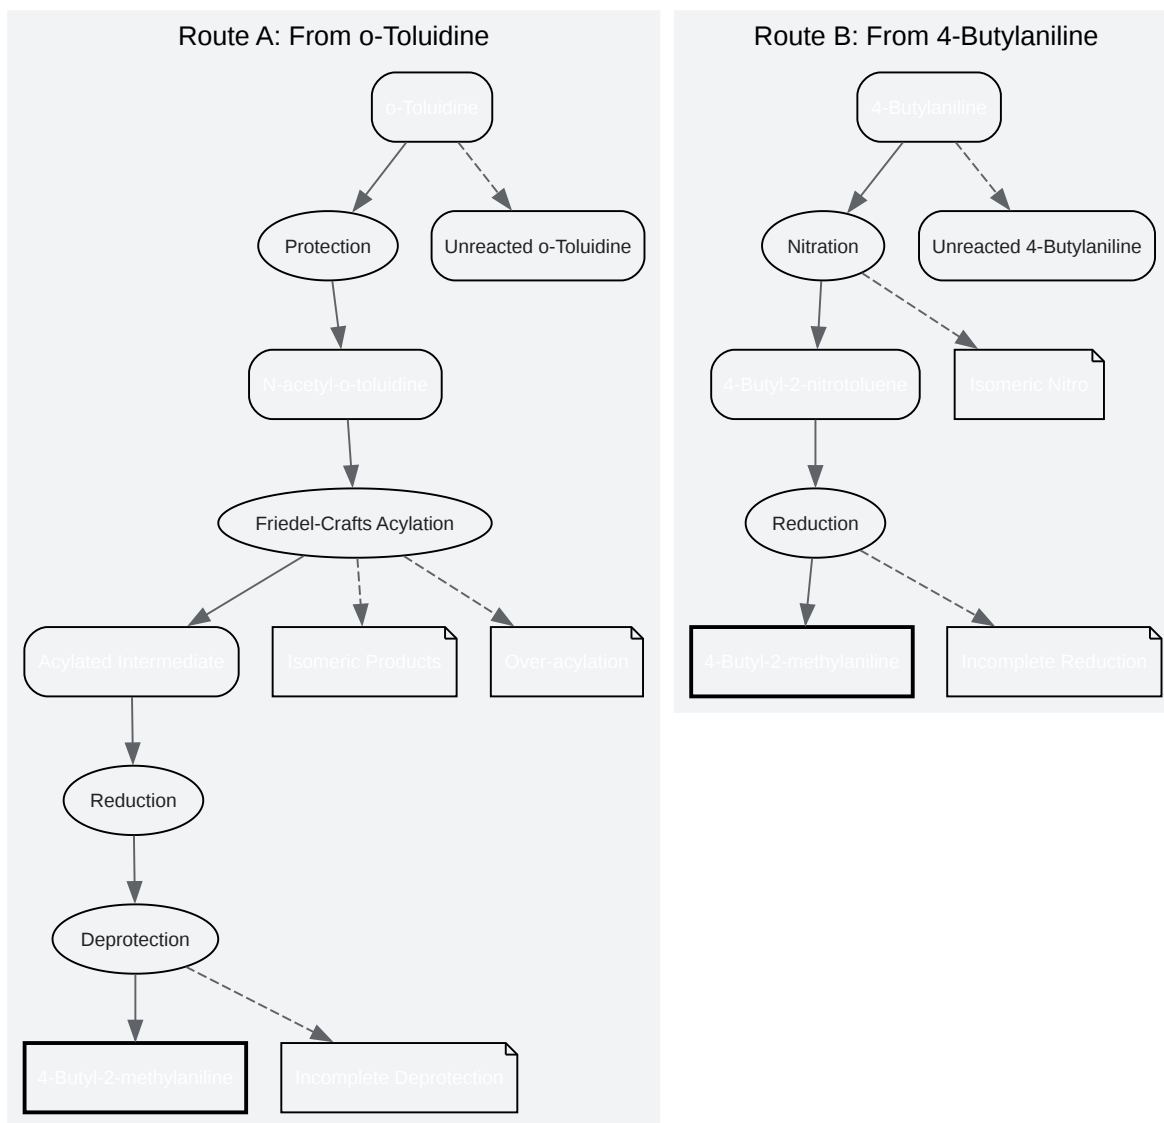 Route A: From o-Toluidine
o-Toluidine
Protection
Unreacted o-Toluidine
N-acetyl-o-toluidine
Friedel-Crafts Acylation
Acylated Intermediate
Isomeric Products
Over-acylation
Reduction
Deprotection
4-Butyl-2-methylaniline
Incomplete Deprotection
Route B: From 4-Butylaniline
4-Butylaniline
Nitration
Unreacted 4-Butylaniline
4-Butyl-2-nitrotoluene
Isomeric Nitro
Reduction
4-Butyl-2-methylaniline
Incomplete Reduction